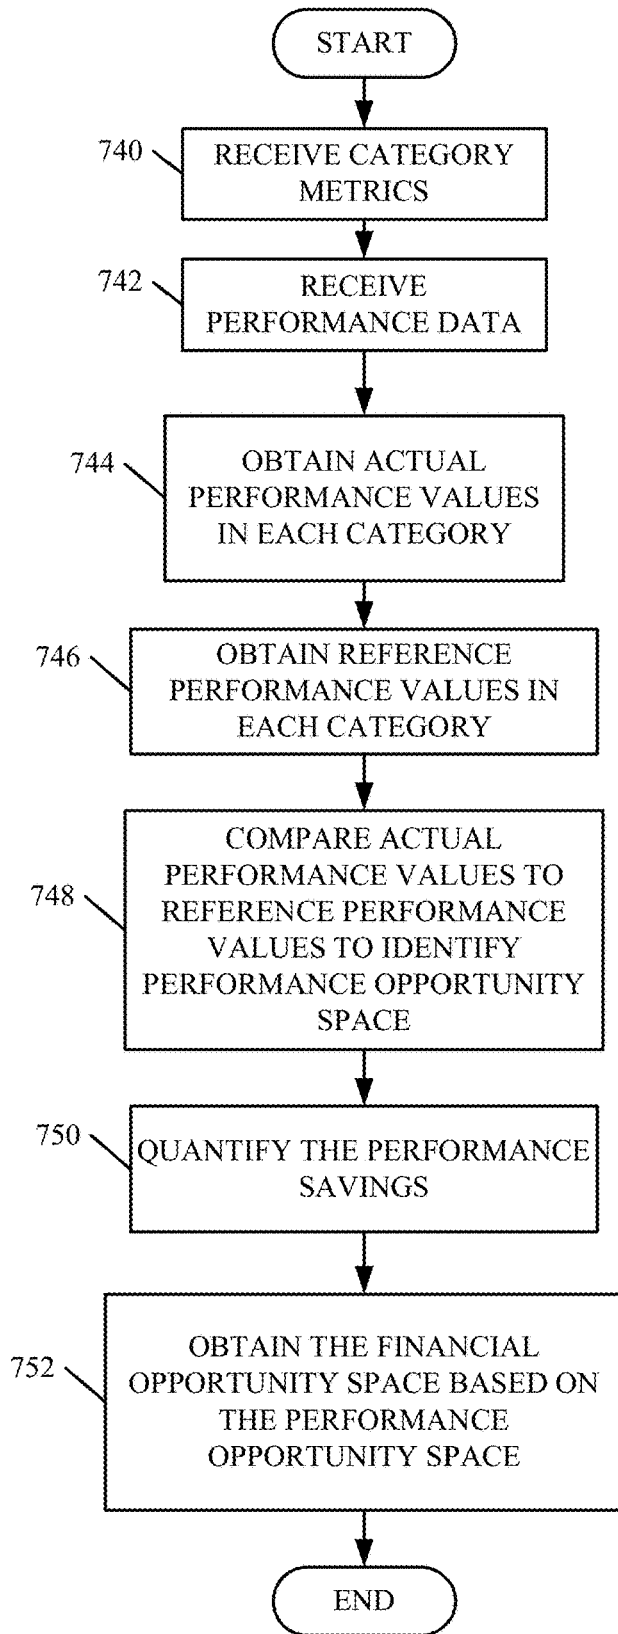 START
740
RECEIVE CATEGORY
METRICS
742
RECEIVE
PERFORMANCE DATA
744
OBTAIN ACTUAL
PERFORMANCE VALUES
IN EACH CATEGORY
746
OBTAIN REFERENCE
PERFORMANCE VALUES IN
EACH CATEGORY
748
COMPARE ACTUAL
PERFORMANCE VALUES TO
REFERENCE PERFORMANCE
VALUES TO IDENTIFY
PERFORMANCE OPPORTUNITY
SPACE
750
QUANTIFY THE PERFORMANCE
SAVINGS
752
OBTAIN THE FINANCIAL
OPPORTUNITY SPACE BASED ON
THE PERFORMANCE
OPPORTUNITY SPACE
END